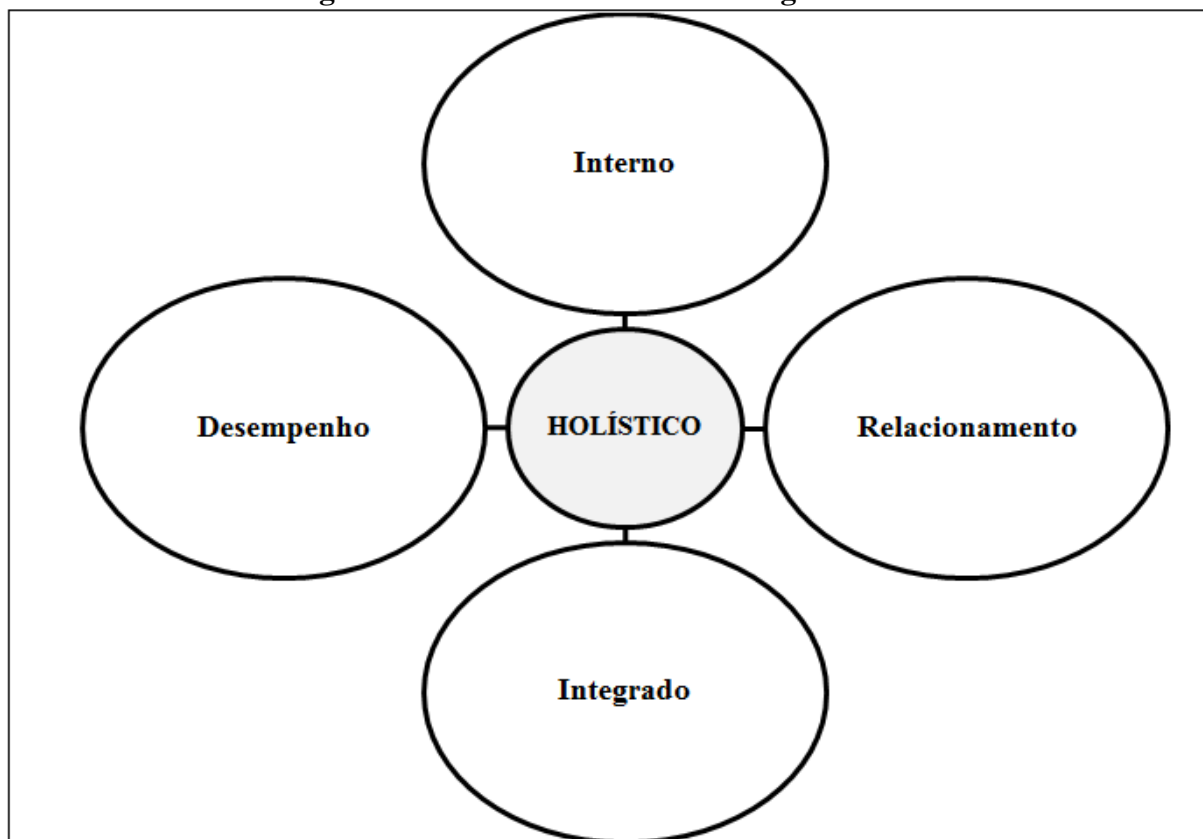 Interno
Desempenho
HOLÍSTICO
Relacionamento
Integrado